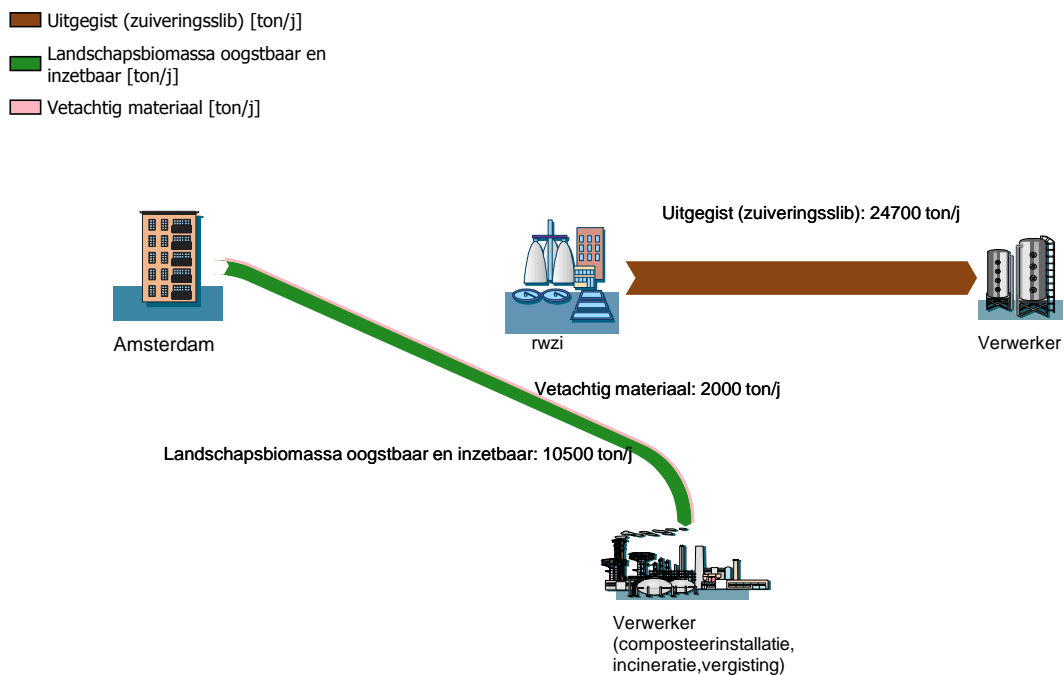 Uitgegist (zuiveringsslib) [ton/j]
Landschapsbiomassa oogstbaar en
inzetbaar [ton/j]
Vetachtig materiaal [ton/j]
Uitgegist (zuiveringsslib): 24700 ton/j
Amsterdam
rwzi
Verwerker
Vetachtig materiaal: 2000 ton/j
Landschapsbiomassa oogstbaar en inzetbaar: 10500 ton/j
Verwerker
(composteerinstallatie,
incineratie,vergisting)